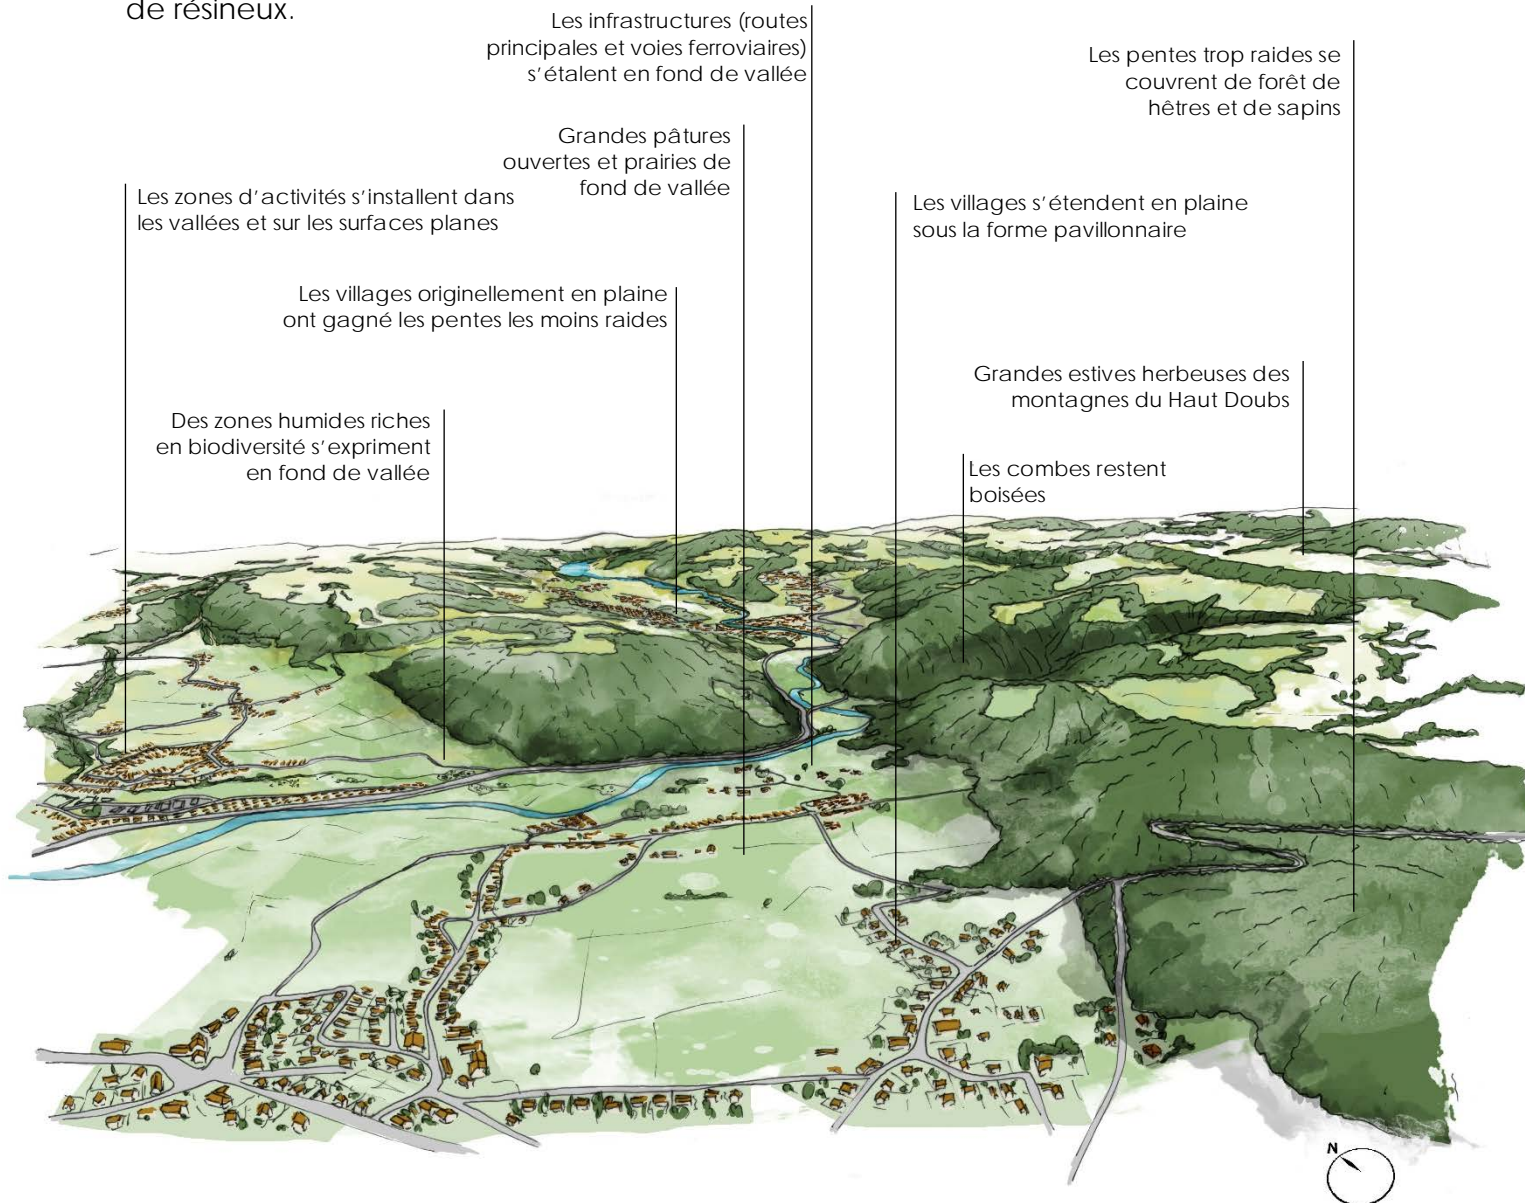 de résineux.
Les infrastructures (routes
principales et voies ferroviaires)
s'étalent en fond de vallée
Les pentes trop raides se
couvrent de forêt de
hêtres et de sapins
Grandes pâtures
ouvertes et prairies de
fond de vallée
Les zones d'activités s'installent dans
les vallées et sur les surfaces planes
Les villages s'étendent en plaine
sous la forme pavillonnaire
Les villages originellement en plaine
ont gagné les pentes les moins raides
Grandes estives herbeuses des
montagnes du Haut Doubs
Des zones humides riches
en biodiversité s'expriment
en fond de vallée
Les combes restent
boisées
N